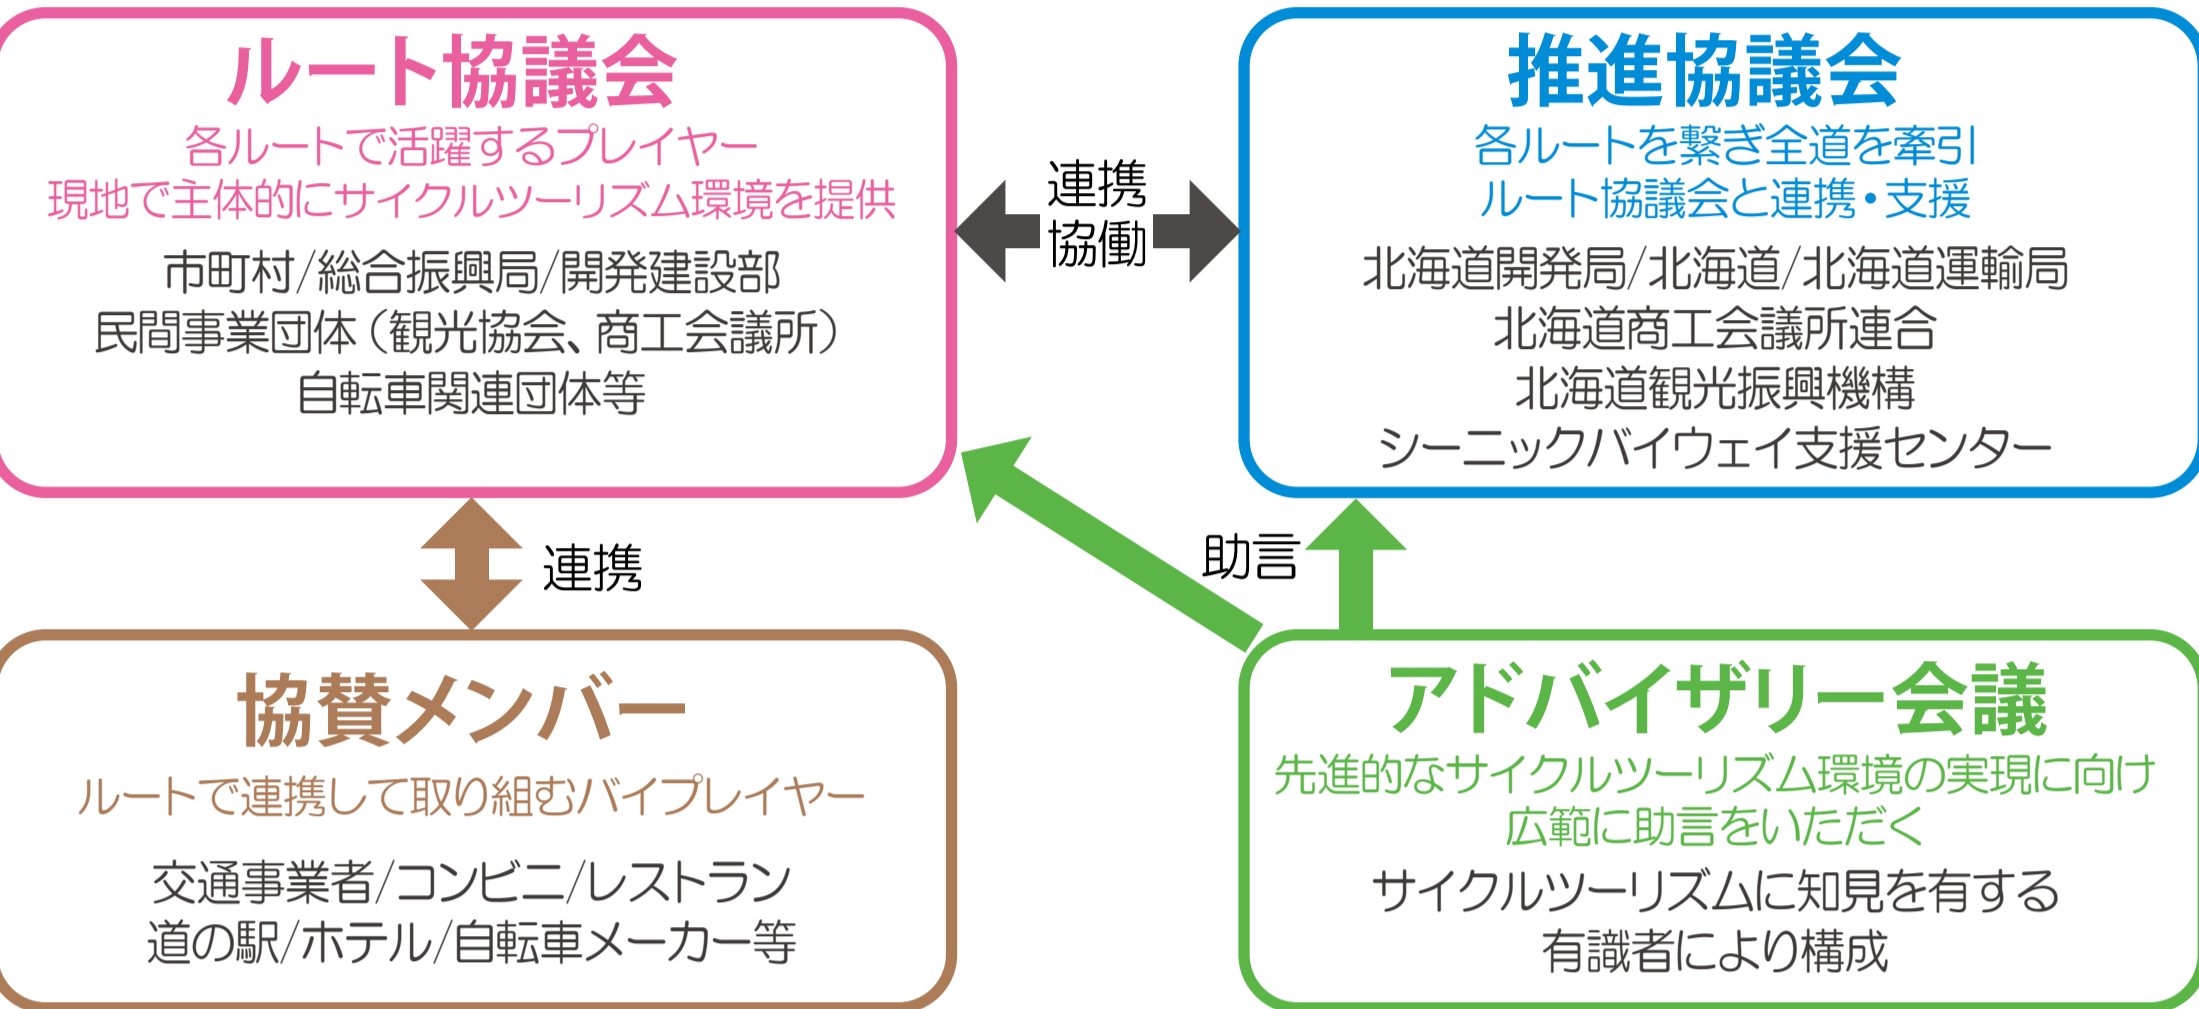 ルート協議会
各ルートで活躍するプレイヤー
現地で主体的にサイクルツーリズム環境を提供
市町村/総合振興局/開発建設部
民間事業団体（観光協会、商工会議所）
自転車関連団体等
連携
協働
推進協議会
各ルートを繋ぎ全道を牽引
ルート協議会と連携・支援
北海道開発局/北海道/北海道運輸局
北海道商工会議所連合
北海道観光振興機構
シーニックバイウェイ支援センター
連携
助言
協賛メンバー
ルートで連携して取り組むバイプレイヤー
交通事業者/コンビニ/レストラン
道の駅/ホテル/自転車メーカー等
アドバイザリー会議
先進的なサイクルツーリズム環境の実現に向け
広範に助言をいただく
サイクルツーリズムに知見を有する
有識者により構成